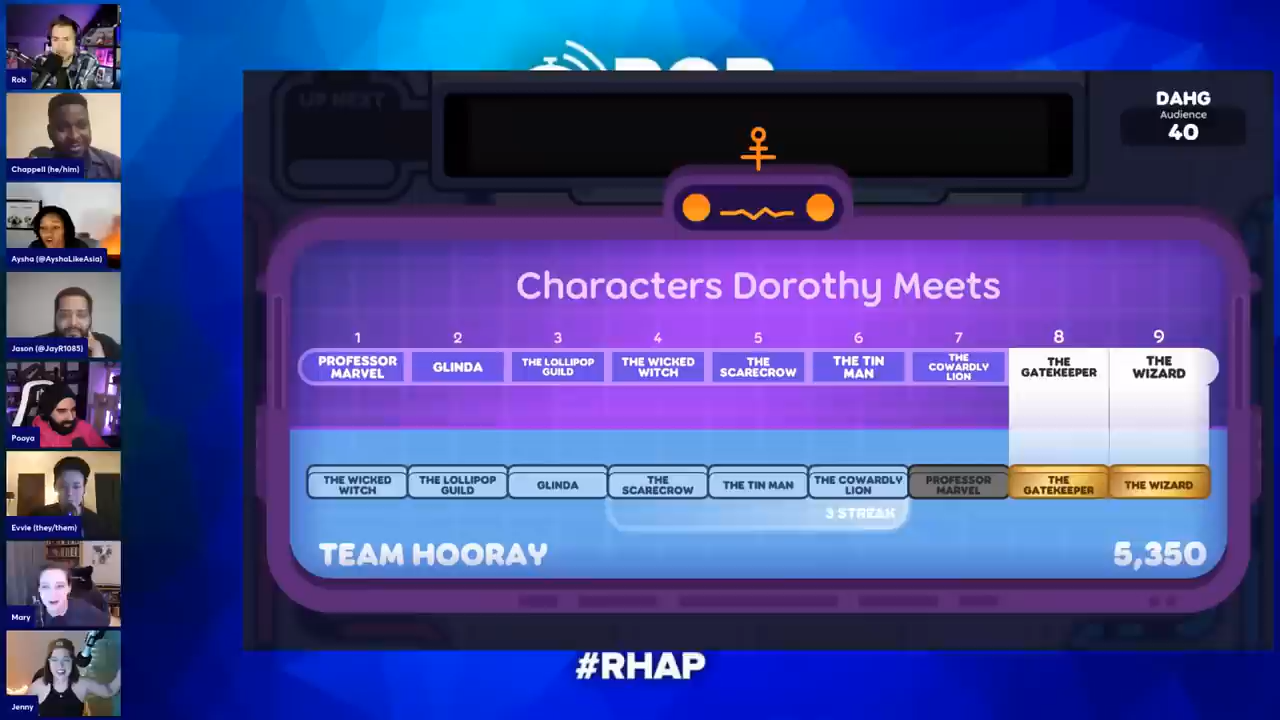 Rob
Chappell (he/him)
Aysha (@AyshaLikeAsia)
Jason (@JayR1085)
Pooya
Evvie (they/them)
Mary
Jenny
UP NEXT
DAHG
Audience
40
Characters Dorothy Meets
1 2 3 4 5 6 7 8 9
PROFESSOR
MARVEL
GLINDA
THE LOLLIPOP
GUILD
THE WICKED
WITCH
THE
SCARECROW
THE TIN
MAN
THE
COWARDLY
LION
THE
GATEKEEPER
THE
WIZARD
THE WICKED
WITCH
THE LOLLIPOP
GUILD
GLINDA
THE
SCARECROW
THE TIN MAN
THE COWARDLY
LION
PROFESSOR
MARVEL
THE
GATEKEEPER
THE WIZARD
3 STREAK
TEAM HOORAY
5,350
#RHAP